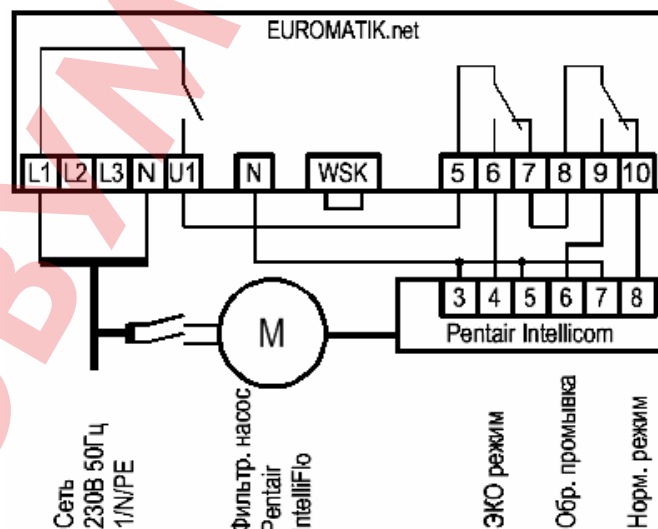 EUROMATIK.net
L1 L2 L3 N U1 N WSK 5 6 7 8 9 10
3 4 5 6 7 8
Pentair Intellicom
M
Сеть
230В 50Гц
1/N/PE
Фильтр. насос
Pentair
IntelliFlo
ЭКО режим
Обр. промывка
Норм. режим